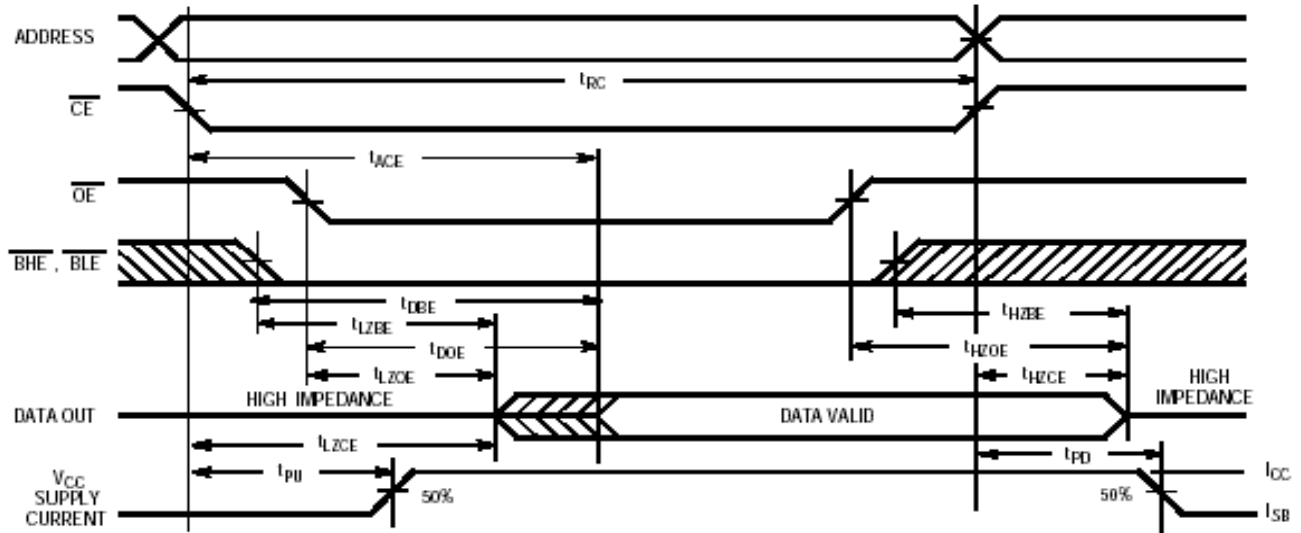 ADDRESS
tRC
CE
tACE
OE
BHE , BLE
tDBE
tLZBE
tHZBE
tDOE
tHZOE
tLZOE
tHZCE
HIGH IMPEDANCE
HIGH
IMPEDANCE
DATA OUT
DATA VALID
tLZCE
tPU
tPD
VCC
SUPPLY
CURRENT
50%
50%
ICC
ISB